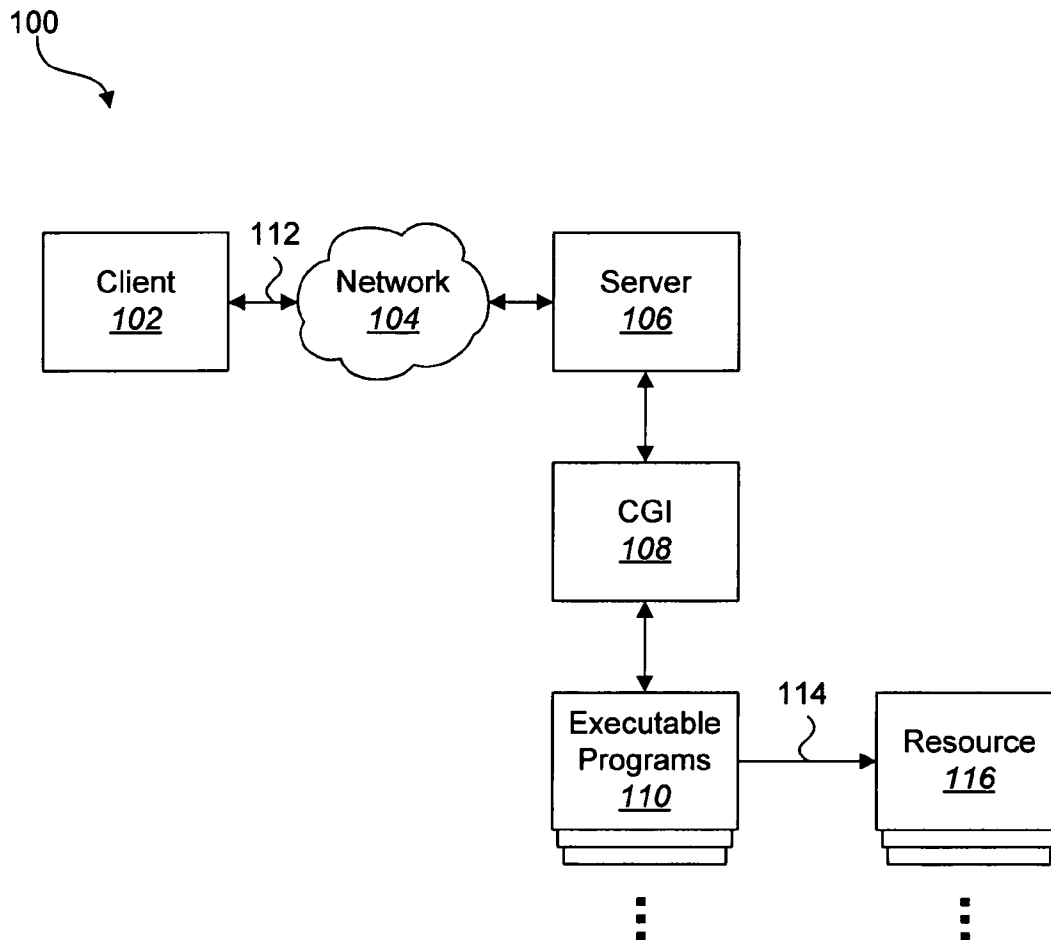 100
112
Client
102
Network
104
Server
106
CGI
108
114
Executable
Programs
110
Resource
116